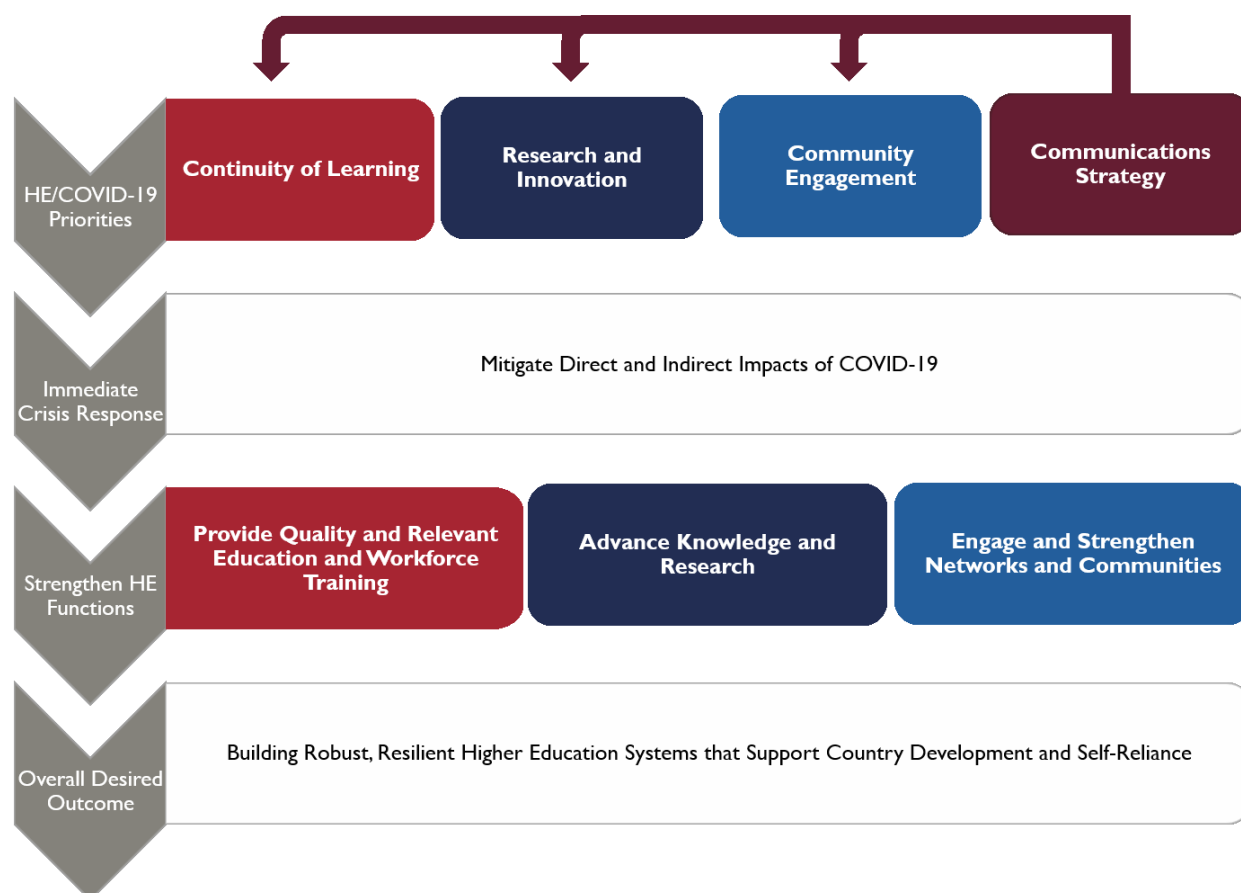 HE/COVID-19
Priorities
Continuity of Learning
Research and
Innovation
Community
Engagement
Communications
Strategy
Immediate
Crisis Response
Mitigate Direct and Indirect Impacts of COVID-19
Strengthen HE
Functions
Provide Quality and Relevant
Education and Workforce
Training
Advance Knowledge and
Research
Engage and Strengthen
Networks and Communities
Overall Desired
Outcome
Building Robust, Resilient Higher Education Systems that Support Country Development and Self-Reliance